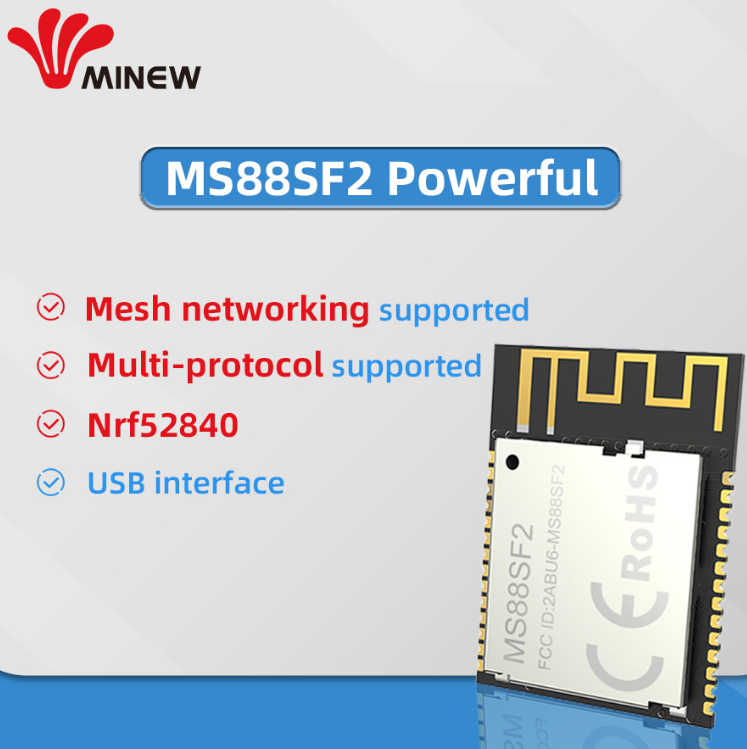 MINEW
MS88SF2 Powerful
Mesh networking supported
Multi-protocol supported
Nrf52840
USB interface
MS88SF2
FCC ID:2ABU6-MS88SF2
CE RoHS